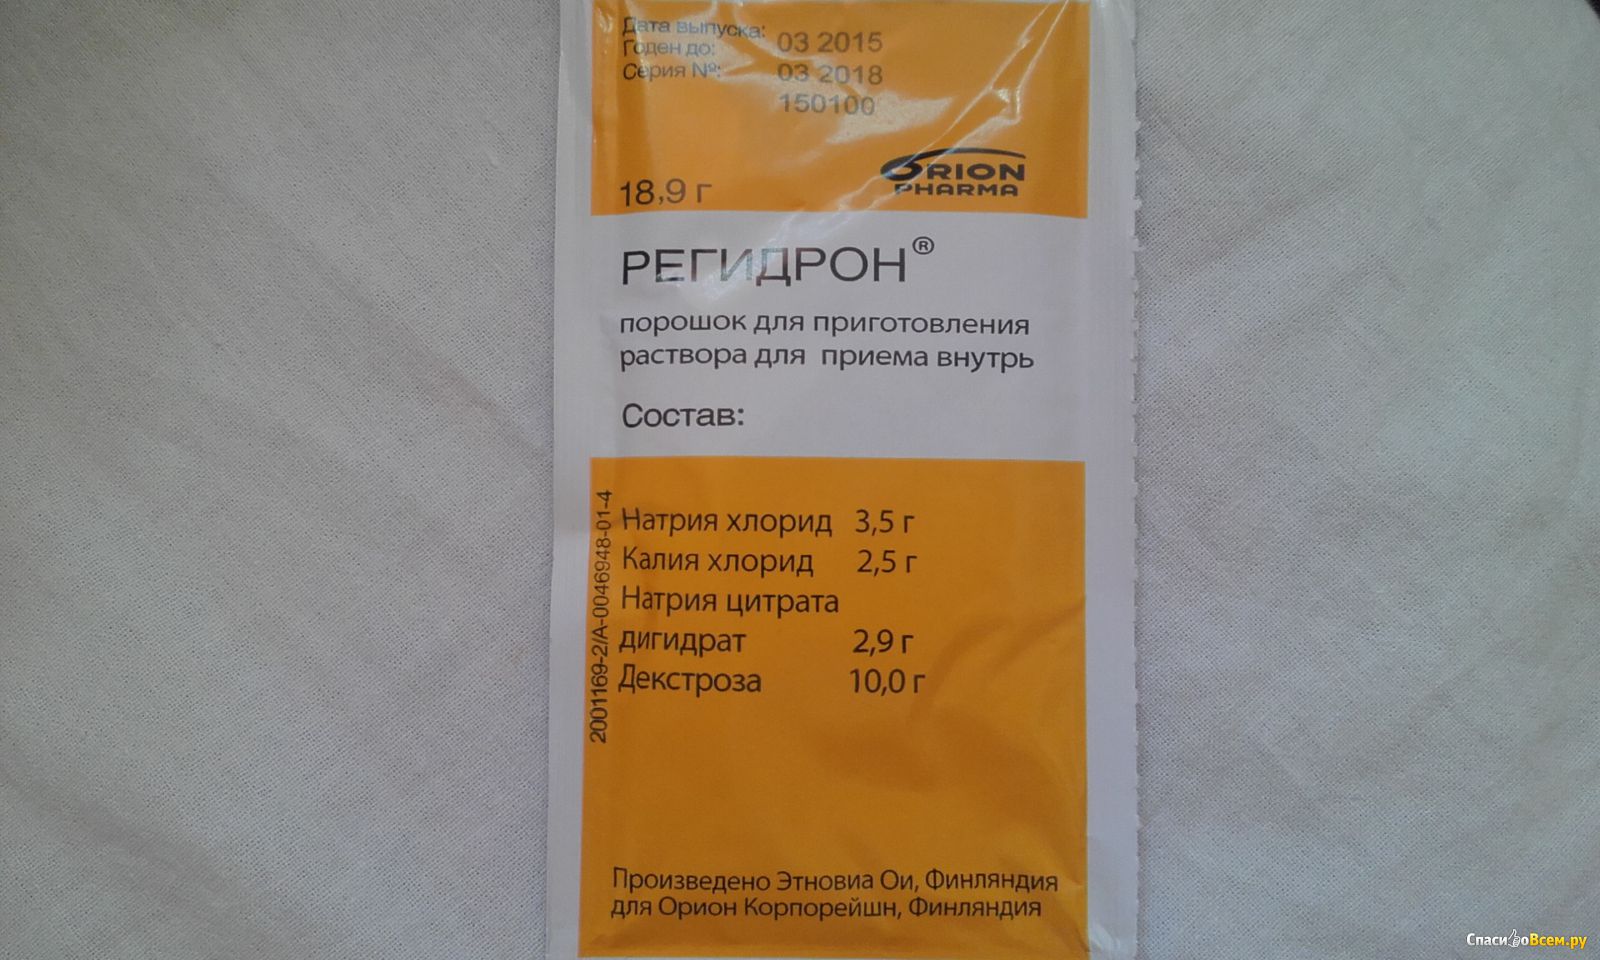 Дата выпуска: 03 2015
Годен до: 03 2018
Серия №: 150100
ORION
PHARMA
18,9 г
РЕГИДРОН®
порошок для приготовления
раствора для приема внутрь
Состав:
Натрия хлорид 3,5 г
Калия хлорид 2,5 г
Натрия цитрата
дигидрат 2,9 г
Декстроза 10,0 г
2001169-2/A-0046948-01-4
Произведено Этновиа Ои, Финляндия
для Орион Корпорейшн, Финляндия
СпасибоВсем.ру